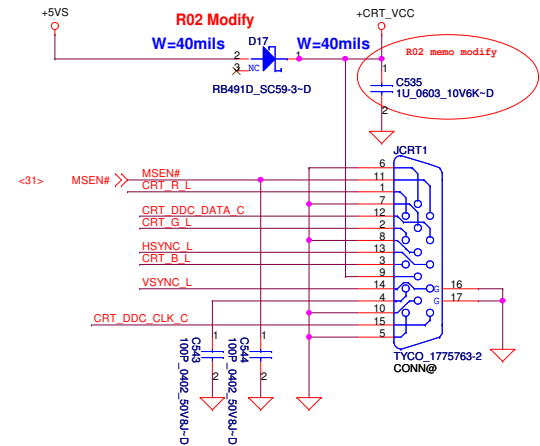 R02 Modify
+5VS
+CRT_VCC
W=40mils
D17
W=40mils
2
1
3
NC
RB491D_SC59-3~D
R02 memo modify
1
C535
1U_0603_10V6K~D
2
JCRT1
6
MSEN#
11
<31>
MSEN#
CRT_R_L
1
7
CRT_DDC_DATA_C
12
CRT_G_L
2
8
HSYNC_L
13
CRT_B_L
3
9
VSYNC_L
14
G
16
4
G
17
10
CRT_DDC_CLK_C
15
5
1
1
C543
100P_0402_50V8J~D
C544
100P_0402_50V8J~D
2
2
TYCO_1775763-2
CONN@